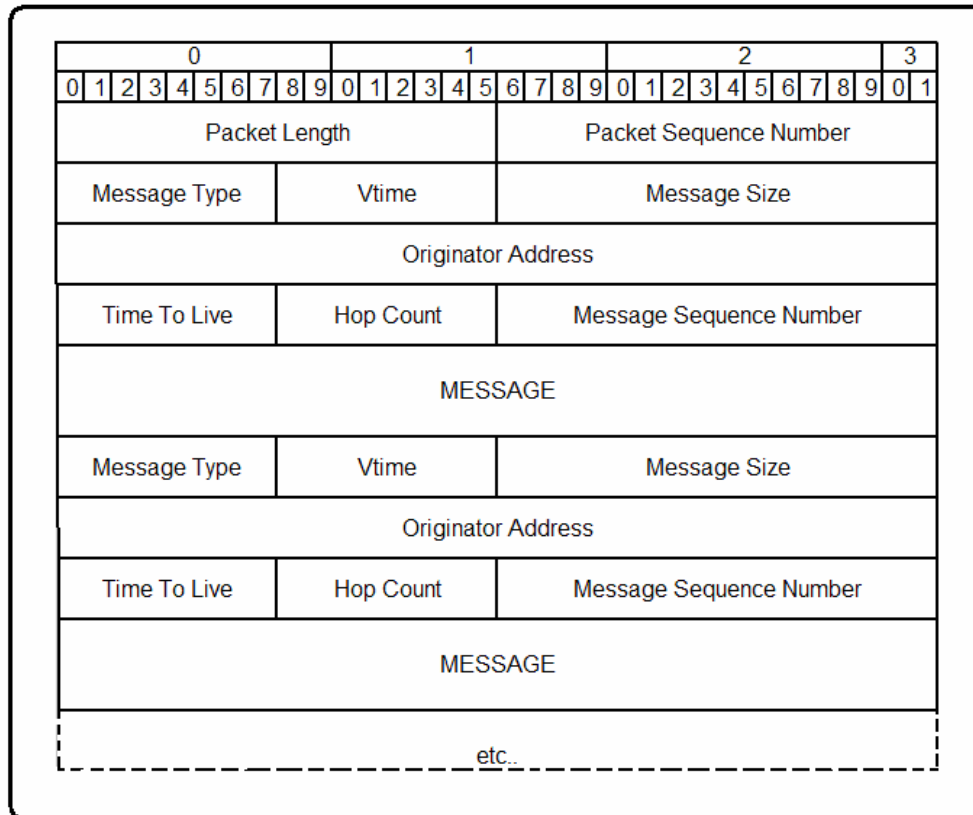 0 1 2 3
0 1 2 3 4 5 6 7 8 9 0 1 2 3 4 5 6 7 8 9 0 1 2 3 4 5 6 7 8 9 0 1
Packet Length Packet Sequence Number
Message Type Vtime Message Size
Originator Address
Time To Live Hop Count Message Sequence Number
MESSAGE
Message Type Vtime Message Size
Originator Address
Time To Live Hop Count Message Sequence Number
MESSAGE
etc..